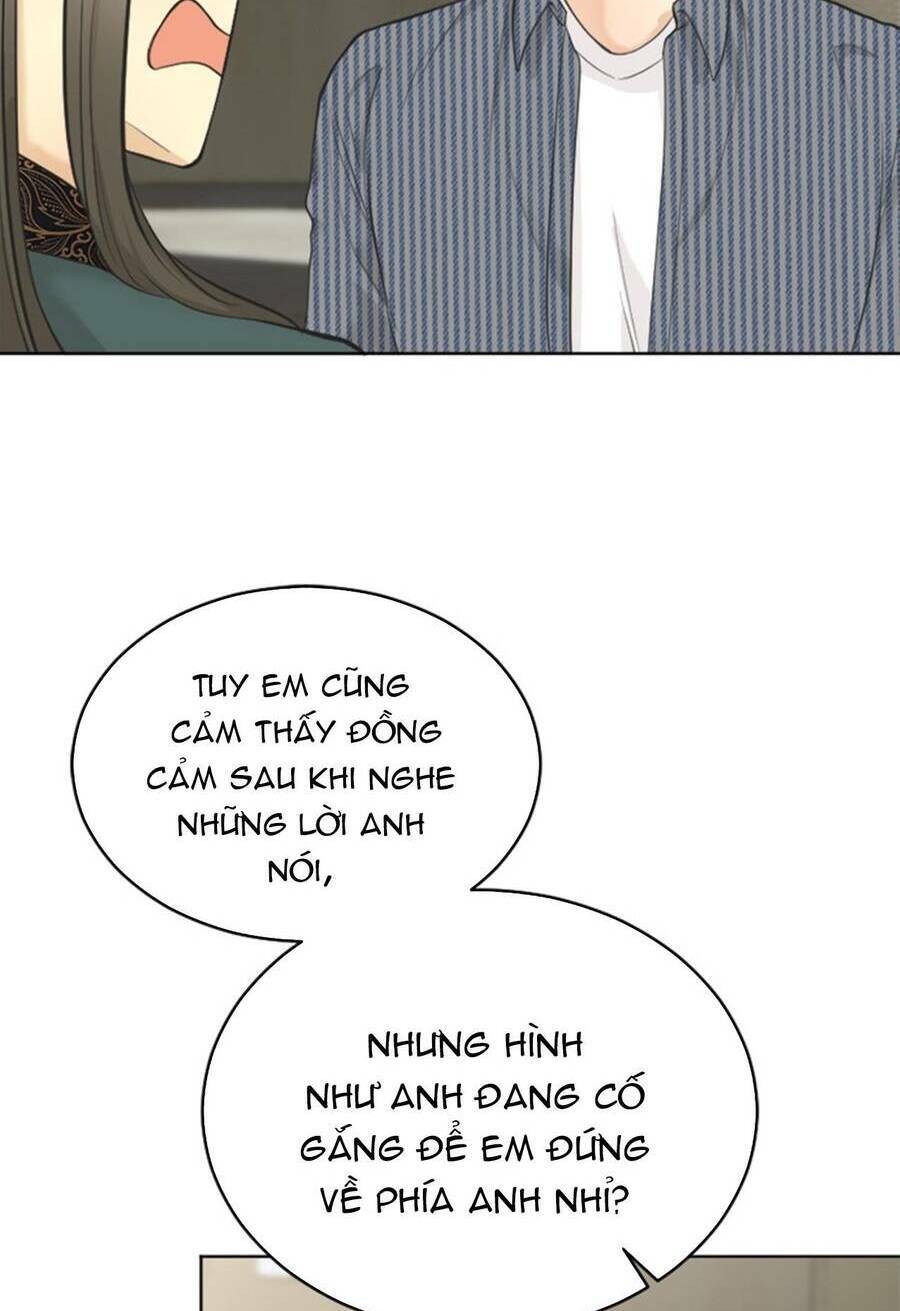 TUY EM CŨNG
CẢM THẤY ĐỒNG
CẢM SAU KHI NGHE
NHỮNG LỜI ANH
NÓI,
NHƯNG HÌNH
NHƯ ANH ĐANG CỐ
GẮNG ĐỂ EM ĐỨNG
VỀ PHÍA ANH NHỈ?